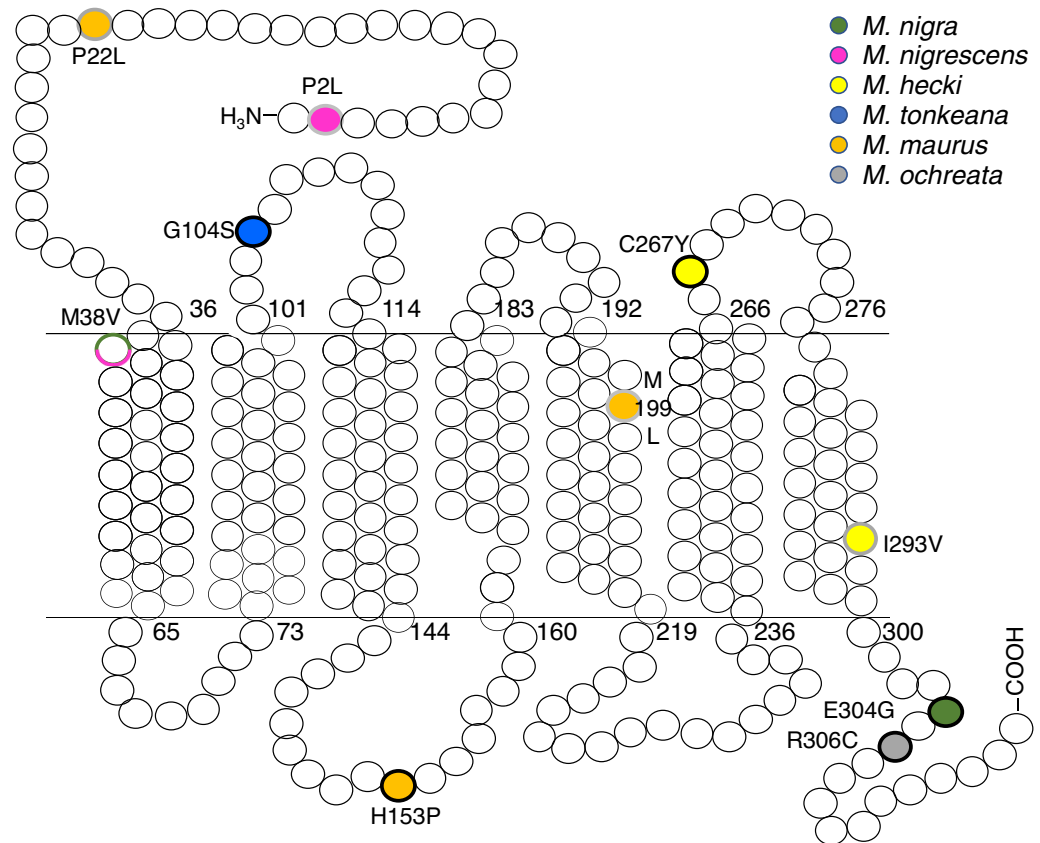 M. nigra
M. nigrescens
M. hecki
M. tonkeana
M. maurus
M. ochreata
P22L
P2L
H3N
G104S
C267Y
M38V
36
101
114
183
192
266
276
M
199
L
I293V
65
73
144
160
219
236
300
COOH
E304G
R306C
H153P